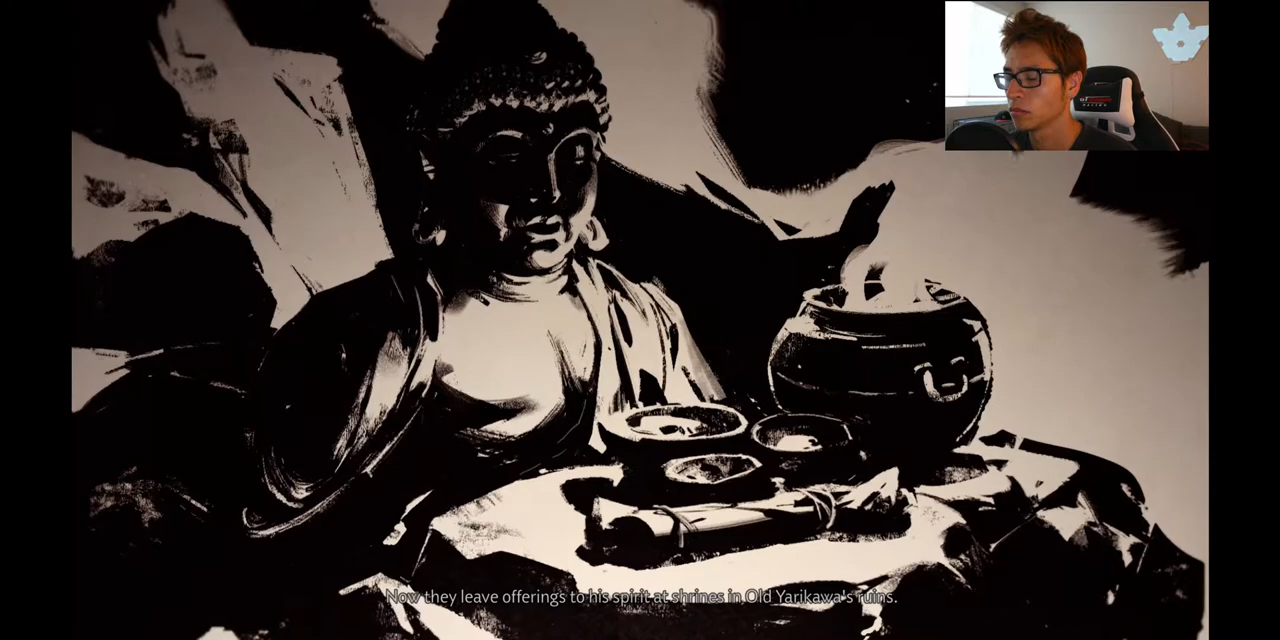 Now they leave offerings to his spirit at shrines in Old Yarikawa's ruins.